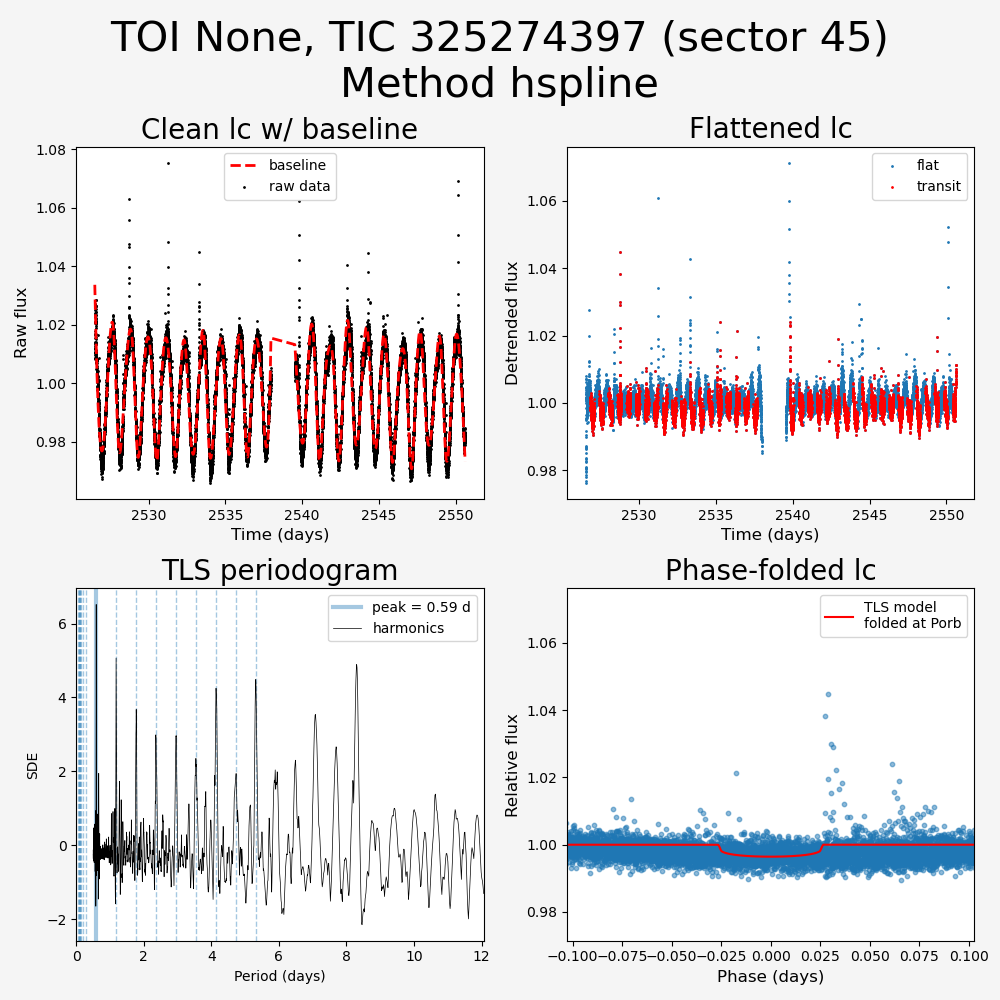 TOI None, TIC 325274397 (sector 45)
Method hspline
Clean lc w/ baseline
Flattened lc
1.08
1.06
1.04
1.02
1.00
0.98
Raw flux
baseline
raw data
2530
2535
2540
2545
2550
Time (days)
1.06
1.04
1.02
1.00
0.98
Detrended flux
flat
transit
2530
2535
2540
2545
2550
Time (days)
TLS periodogram
Phase-folded lc
6
4
2
0
−2
SDE
peak = 0.59 d
harmonics
0
2
4
6
8
10
12
Period (days)
1.06
1.04
1.02
1.00
0.98
Relative flux
TLS model
folded at Porb
−0.100
−0.075
−0.050
−0.025
0.000
0.025
0.050
0.075
0.100
Phase (days)